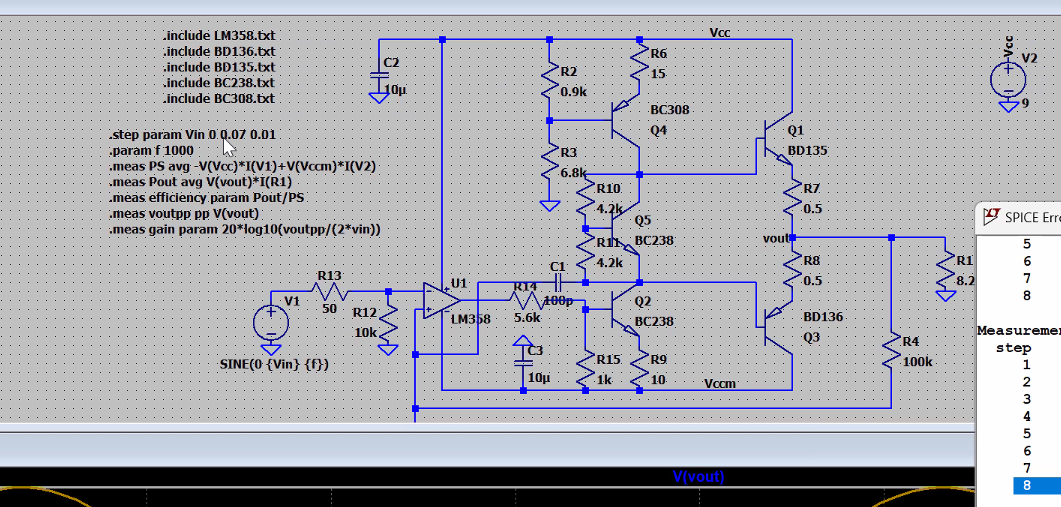 .include LM358.txt
.include BD136.txt
.include BD135.txt
.include BC238.txt
.include BC308.txt
.step param Vin 0 0.07 0.01
.param f 1000
.meas PS avg -V(Vcc)*I(V1)+V(Vccm)*I(V2)
.meas Pout avg V(vout)*I(R1)
.meas efficiency param Pout/PS
.meas voutpp pp V(vout)
.meas gain param 20*log10(voutpp/(2*vin))
C2
10µ
Vcc
R2
0.9k
R6
15
BC308
Q4
R3
6.8k
Q1
BD135
R10
4.2k
Q5
BC238
R11
4.2k
R7
0.5
vout
R8
0.5
Vcc
V2
9
R13
50
V1
R12
10k
SINE(0 {Vin} {f})
U1
LM358
C1
100p
R14
5.6k
C3
10µ
Q2
BC238
R15
1k
R9
10
BD136
Q3
Vccm
R1
8.2
R4
100k
SPICE Erro
5
6
7
8
Measuremen
step
1
2
3
4
5
6
7
8
V(vout)